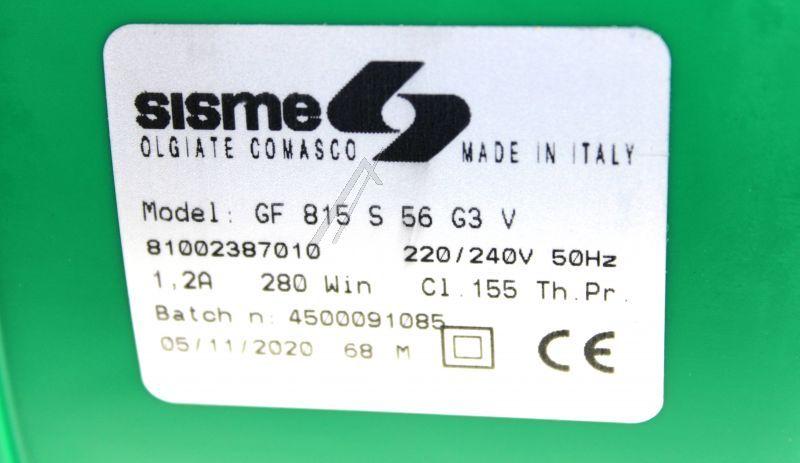 sisme
OLGIATE COMASCO MADE IN ITALY
Model: GF 815 S 56 G3 V
81002387010 220/240V 50Hz
1,2A 280 Win Cl.155 Th.Pr.
Batch n: 4500091085
05/11/2020 68 M CE